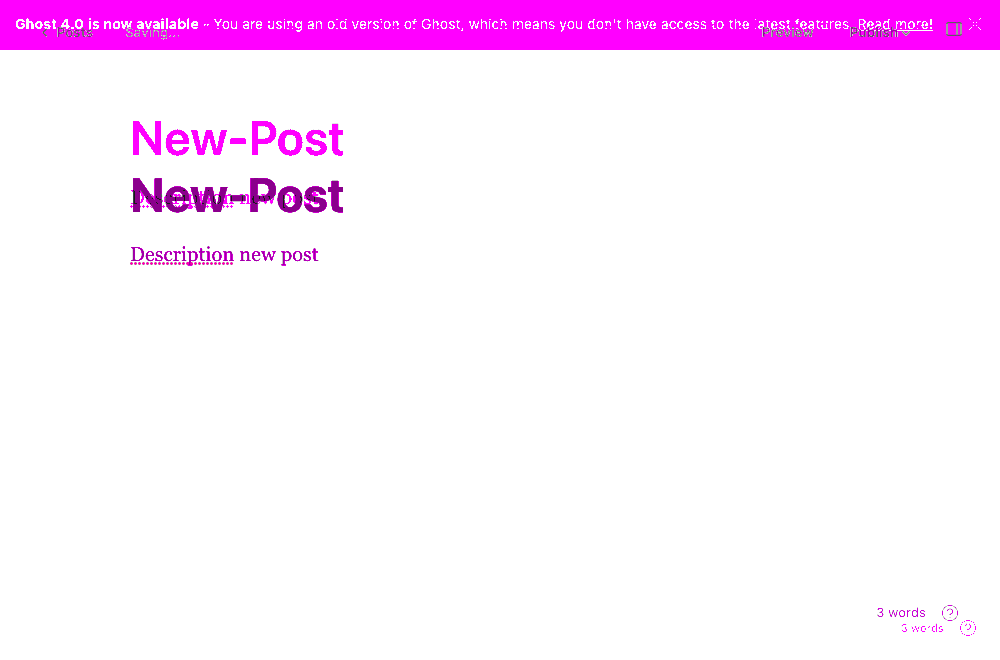 Ghost 4.0 is now available - You are using an old version of Ghost, which means you don't have access to the latest features. Read more!
Posts Saving... Preview Publish
New-Post
New-Post
Description new post
Description new post
3 words ?
3 words ?